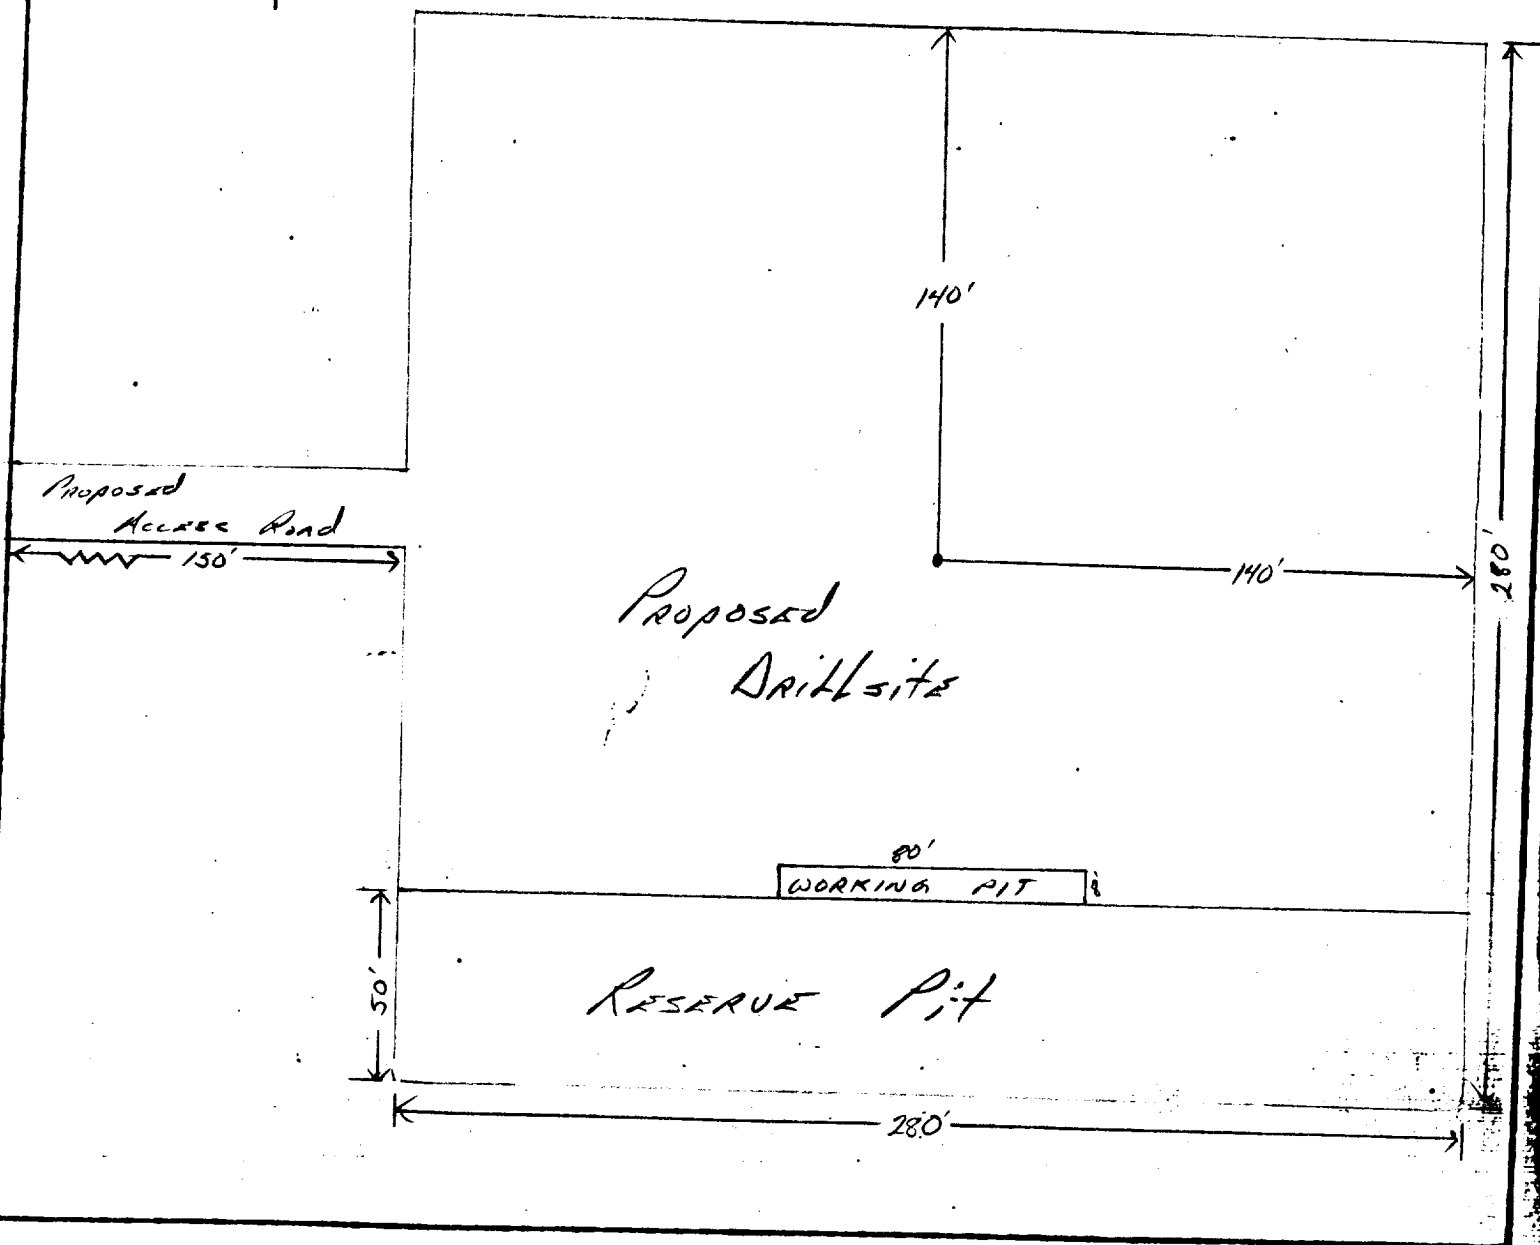 140'
Proposed
Access Road
150'
140'
280'
Proposed
Drillsite
80'
WORKING PIT
8'
50'
Reserve Pit
280'